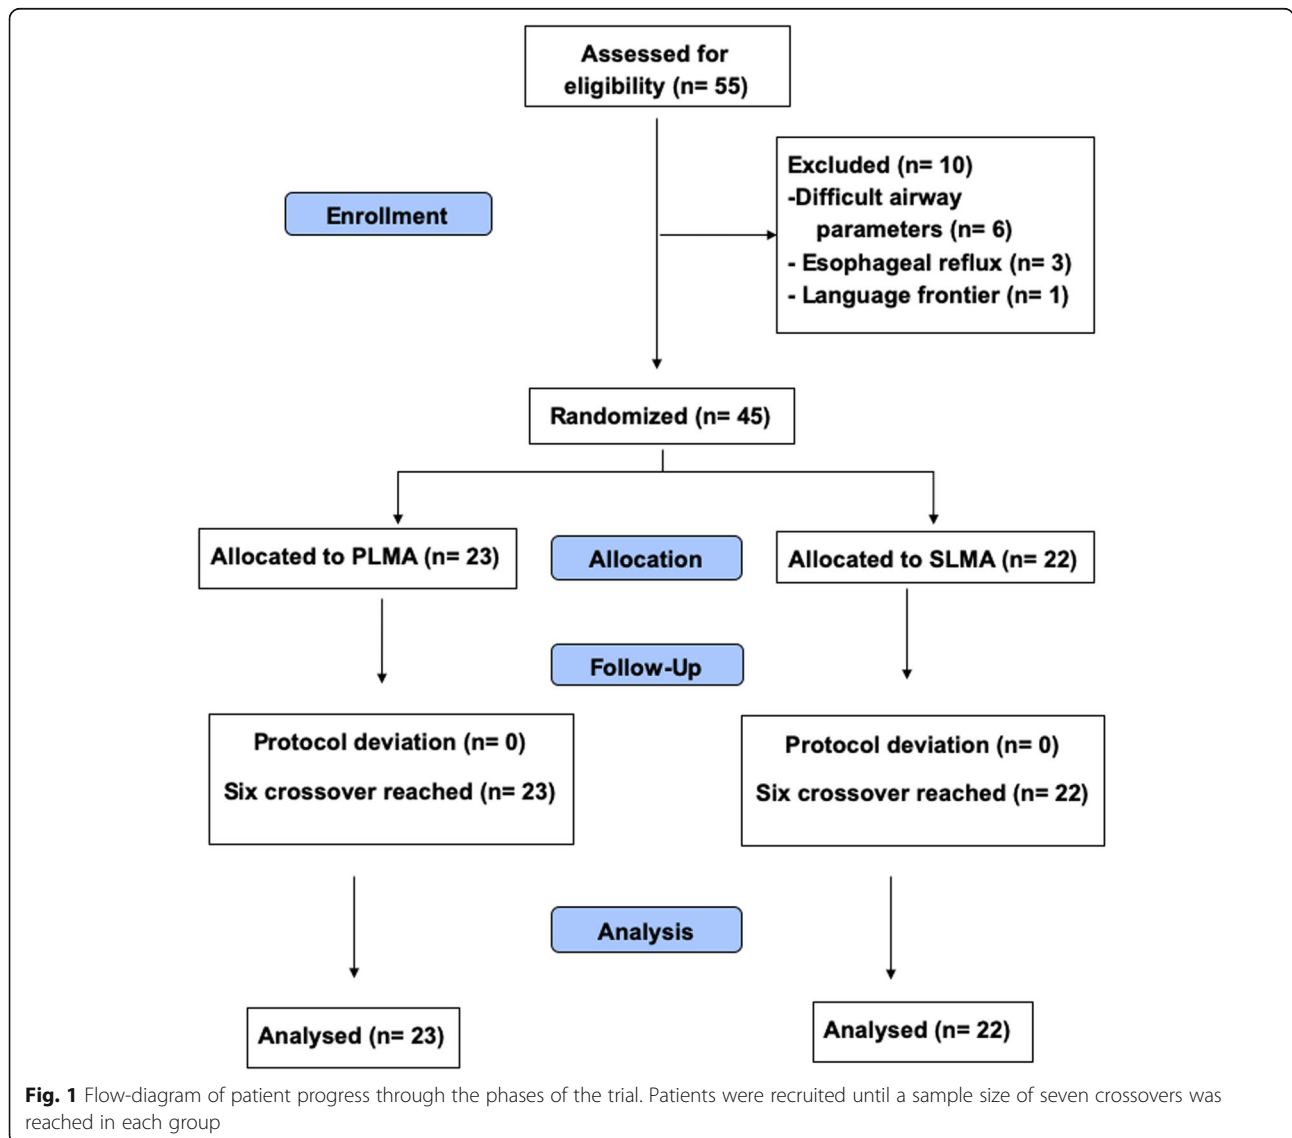 Assessed for
eligibility (n= 55)
Excluded (n= 10)
-Difficult airway
parameters (n= 6)
- Esophageal reflux (n= 3)
- Language frontier (n= 1)
Enrollment
Randomized (n= 45)
Allocated to PLMA (n= 23)
Allocation
Allocated to SLMA (n= 22)
Follow-Up
Protocol deviation (n= 0)
Six crossover reached (n= 23)
Protocol deviation (n= 0)
Six crossover reached (n= 22)
Analysis
Analysed (n= 23)
Analysed (n= 22)
Fig. 1 Flow-diagram of patient progress through the phases of the trial. Patients were recruited until a sample size of seven crossovers was
reached in each group